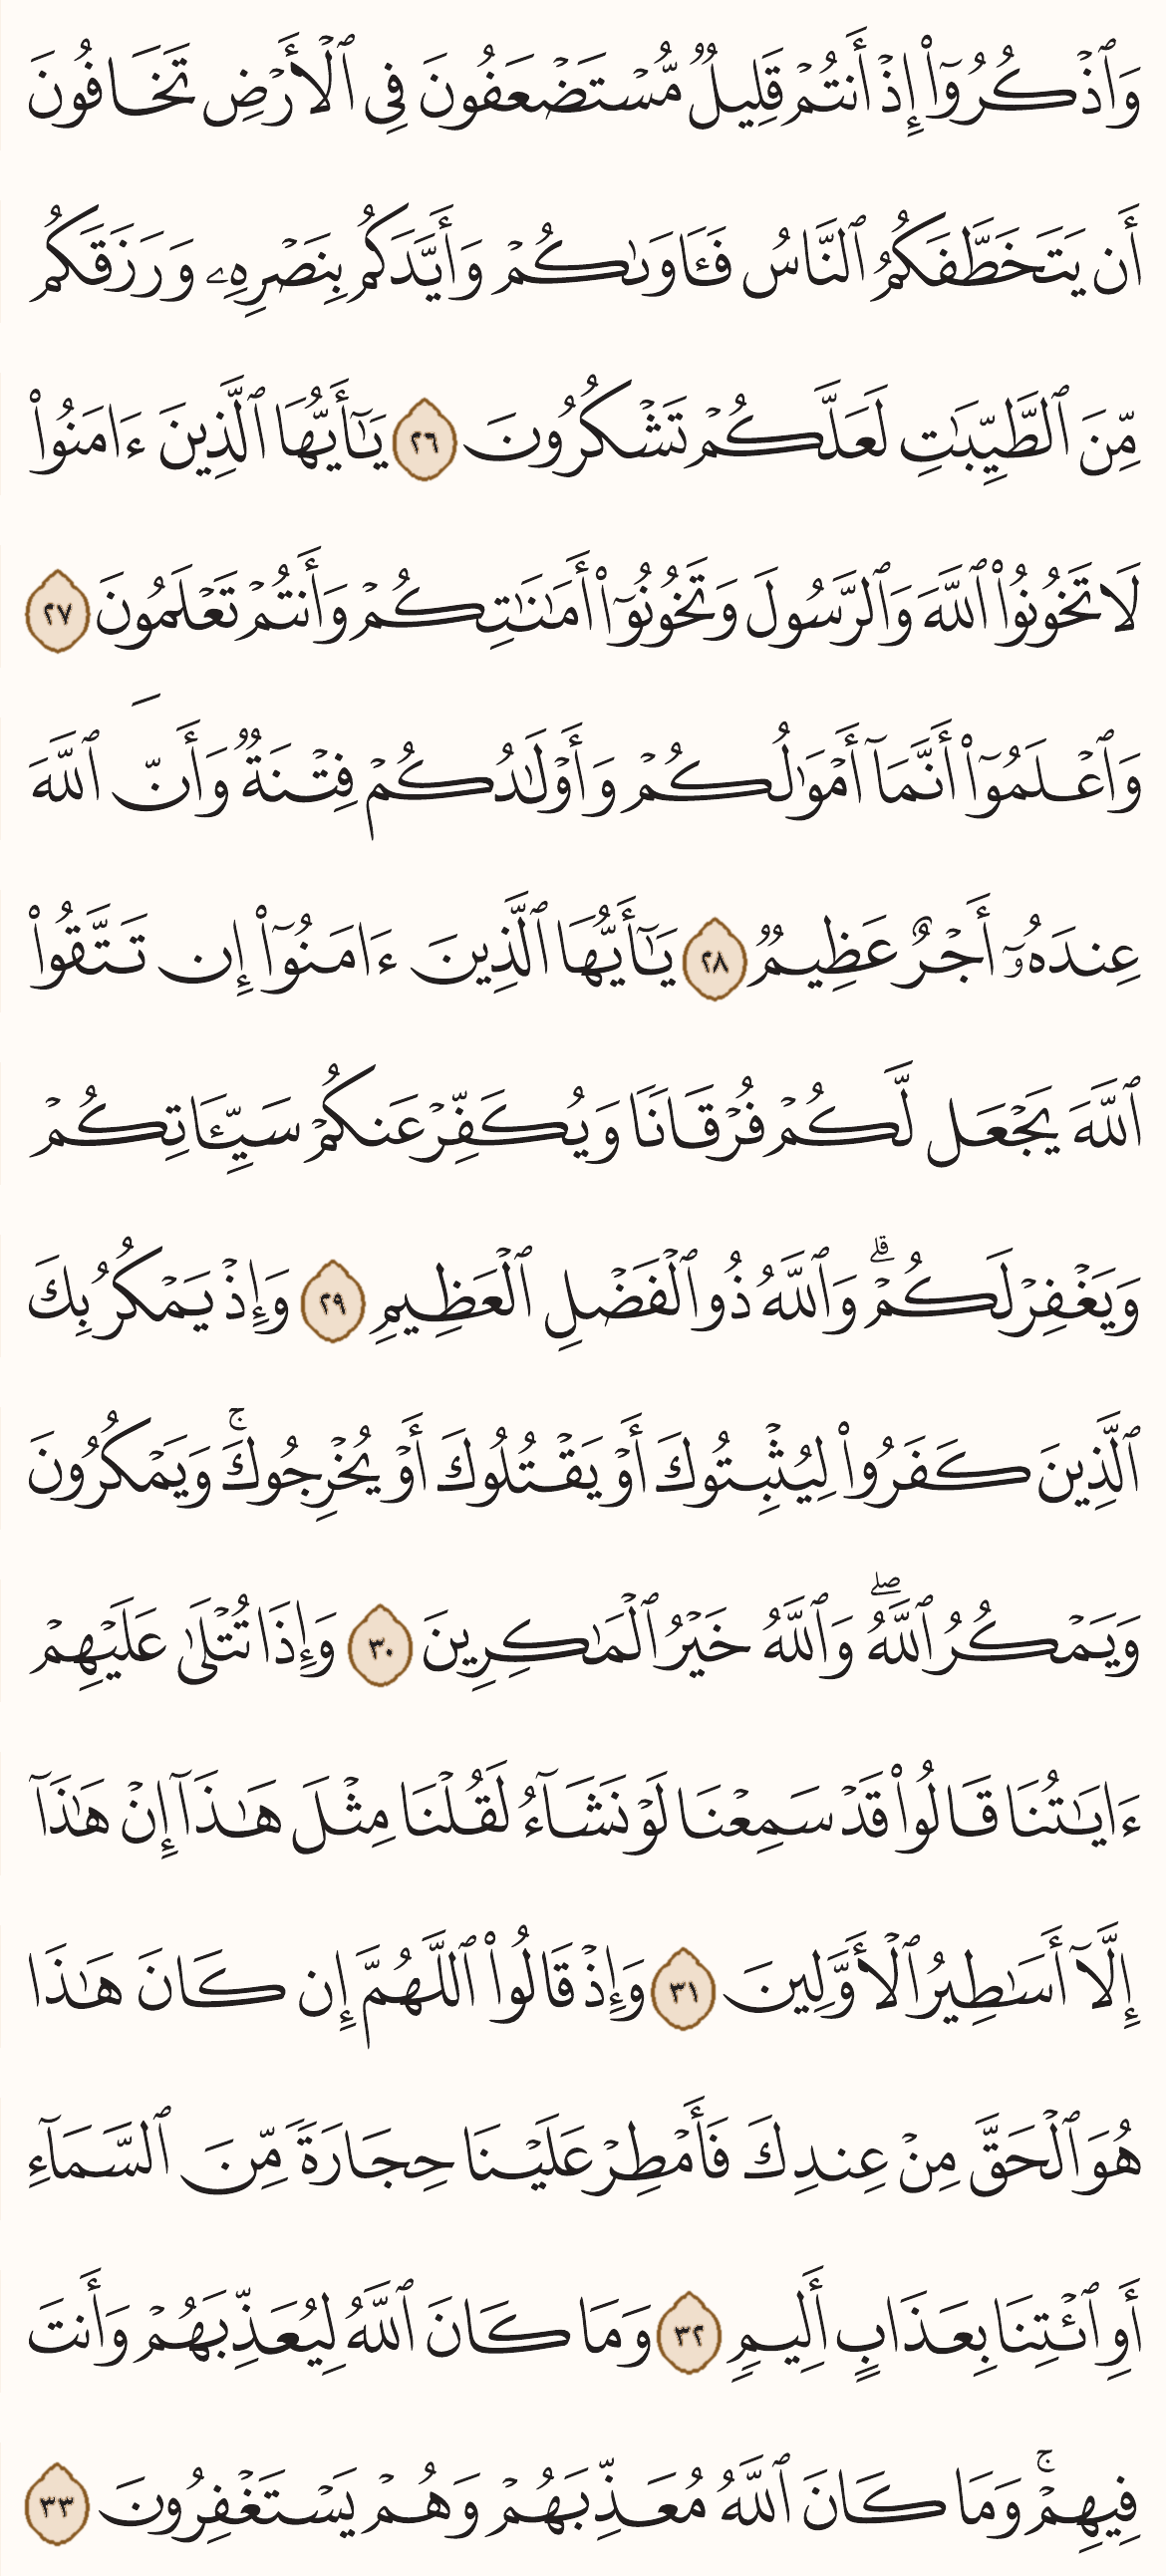 وَٱذْكُرُوٓا۟ إِذْ أَنتُمْ قَلِيلٌ مُّسْتَضْعَفُونَ فِى ٱلْأَرْضِ تَخَافُونَ
أَن يَتَخَطَّفَكُمُ ٱلنَّاسُ فَـَٔاوَىٰكُمْ وَأَيَّدَكُم بِنَصْرِهِۦ وَرَزَقَكُم
مِّنَ ٱلطَّيِّبَـٰتِ لَعَلَّكُمْ تَشْكُرُونَ ٢٦ يَـٰٓأَيُّهَا ٱلَّذِينَ ءَامَنُوا۟
لَا تَخُونُوا۟ ٱللَّهَ وَٱلرَّسُولَ وَتَخُونُوٓا۟ أَمَـٰنَـٰتِكُمْ وَأَنتُمْ تَعْلَمُونَ ٢٧
وَٱعْلَمُوٓا۟ أَنَّمَآ أَمْوَٰلُكُمْ وَأَوْلَـٰدُكُمْ فِتْنَةٌ وَأَنَّ ٱللَّهَ
عِندَهُۥٓ أَجْرٌ عَظِيمٌ ٢٨ يَـٰٓأَيُّهَا ٱلَّذِينَ ءَامَنُوٓا۟ إِن تَتَّقُوا۟
ٱللَّهَ يَجْعَل لَّكُمْ فُرْقَانًا وَيُكَفِّرْ عَنكُمْ سَيِّـَٔاتِكُمْ
وَيَغْفِرْ لَكُمْ ۗ وَٱللَّهُ ذُو ٱلْفَضْلِ ٱلْعَظِيمِ ٢٩ وَإِذْ يَمْكُرُ بِكَ
ٱلَّذِينَ كَفَرُوا۟ لِيُثْبِتُوكَ أَوْ يَقْتُلُوكَ أَوْ يُخْرِجُوكَ ۚ وَيَمْكُرُونَ
وَيَمْكُرُ ٱللَّهُ ۖ وَٱللَّهُ خَيْرُ ٱلْمَـٰكِرِينَ ٣٠ وَإِذَا تُتْلَىٰ عَلَيْهِمْ
ءَايَـٰتُنَا قَالُوا۟ قَدْ سَمِعْنَا لَوْ نَشَآءُ لَقُلْنَا مِثْلَ هَـٰذَآ إِنْ هَـٰذَآ
إِلَّآ أَسَـٰطِيرُ ٱلْأَوَّلِينَ ٣١ وَإِذْ قَالُوا۟ ٱللَّهُمَّ إِن كَانَ هَـٰذَا
هُوَ ٱلْحَقَّ مِنْ عِندِكَ فَأَمْطِرْ عَلَيْنَا حِجَارَةً مِّنَ ٱلسَّمَآءِ
أَوِ ٱئْتِنَا بِعَذَابٍ أَلِيمٍ ٣٢ وَمَا كَانَ ٱللَّهُ لِيُعَذِّبَهُمْ وَأَنتَ
فِيهِمْ ۚ وَمَا كَانَ ٱللَّهُ مُعَذِّبَهُمْ وَهُمْ يَسْتَغْفِرُونَ ٣٣